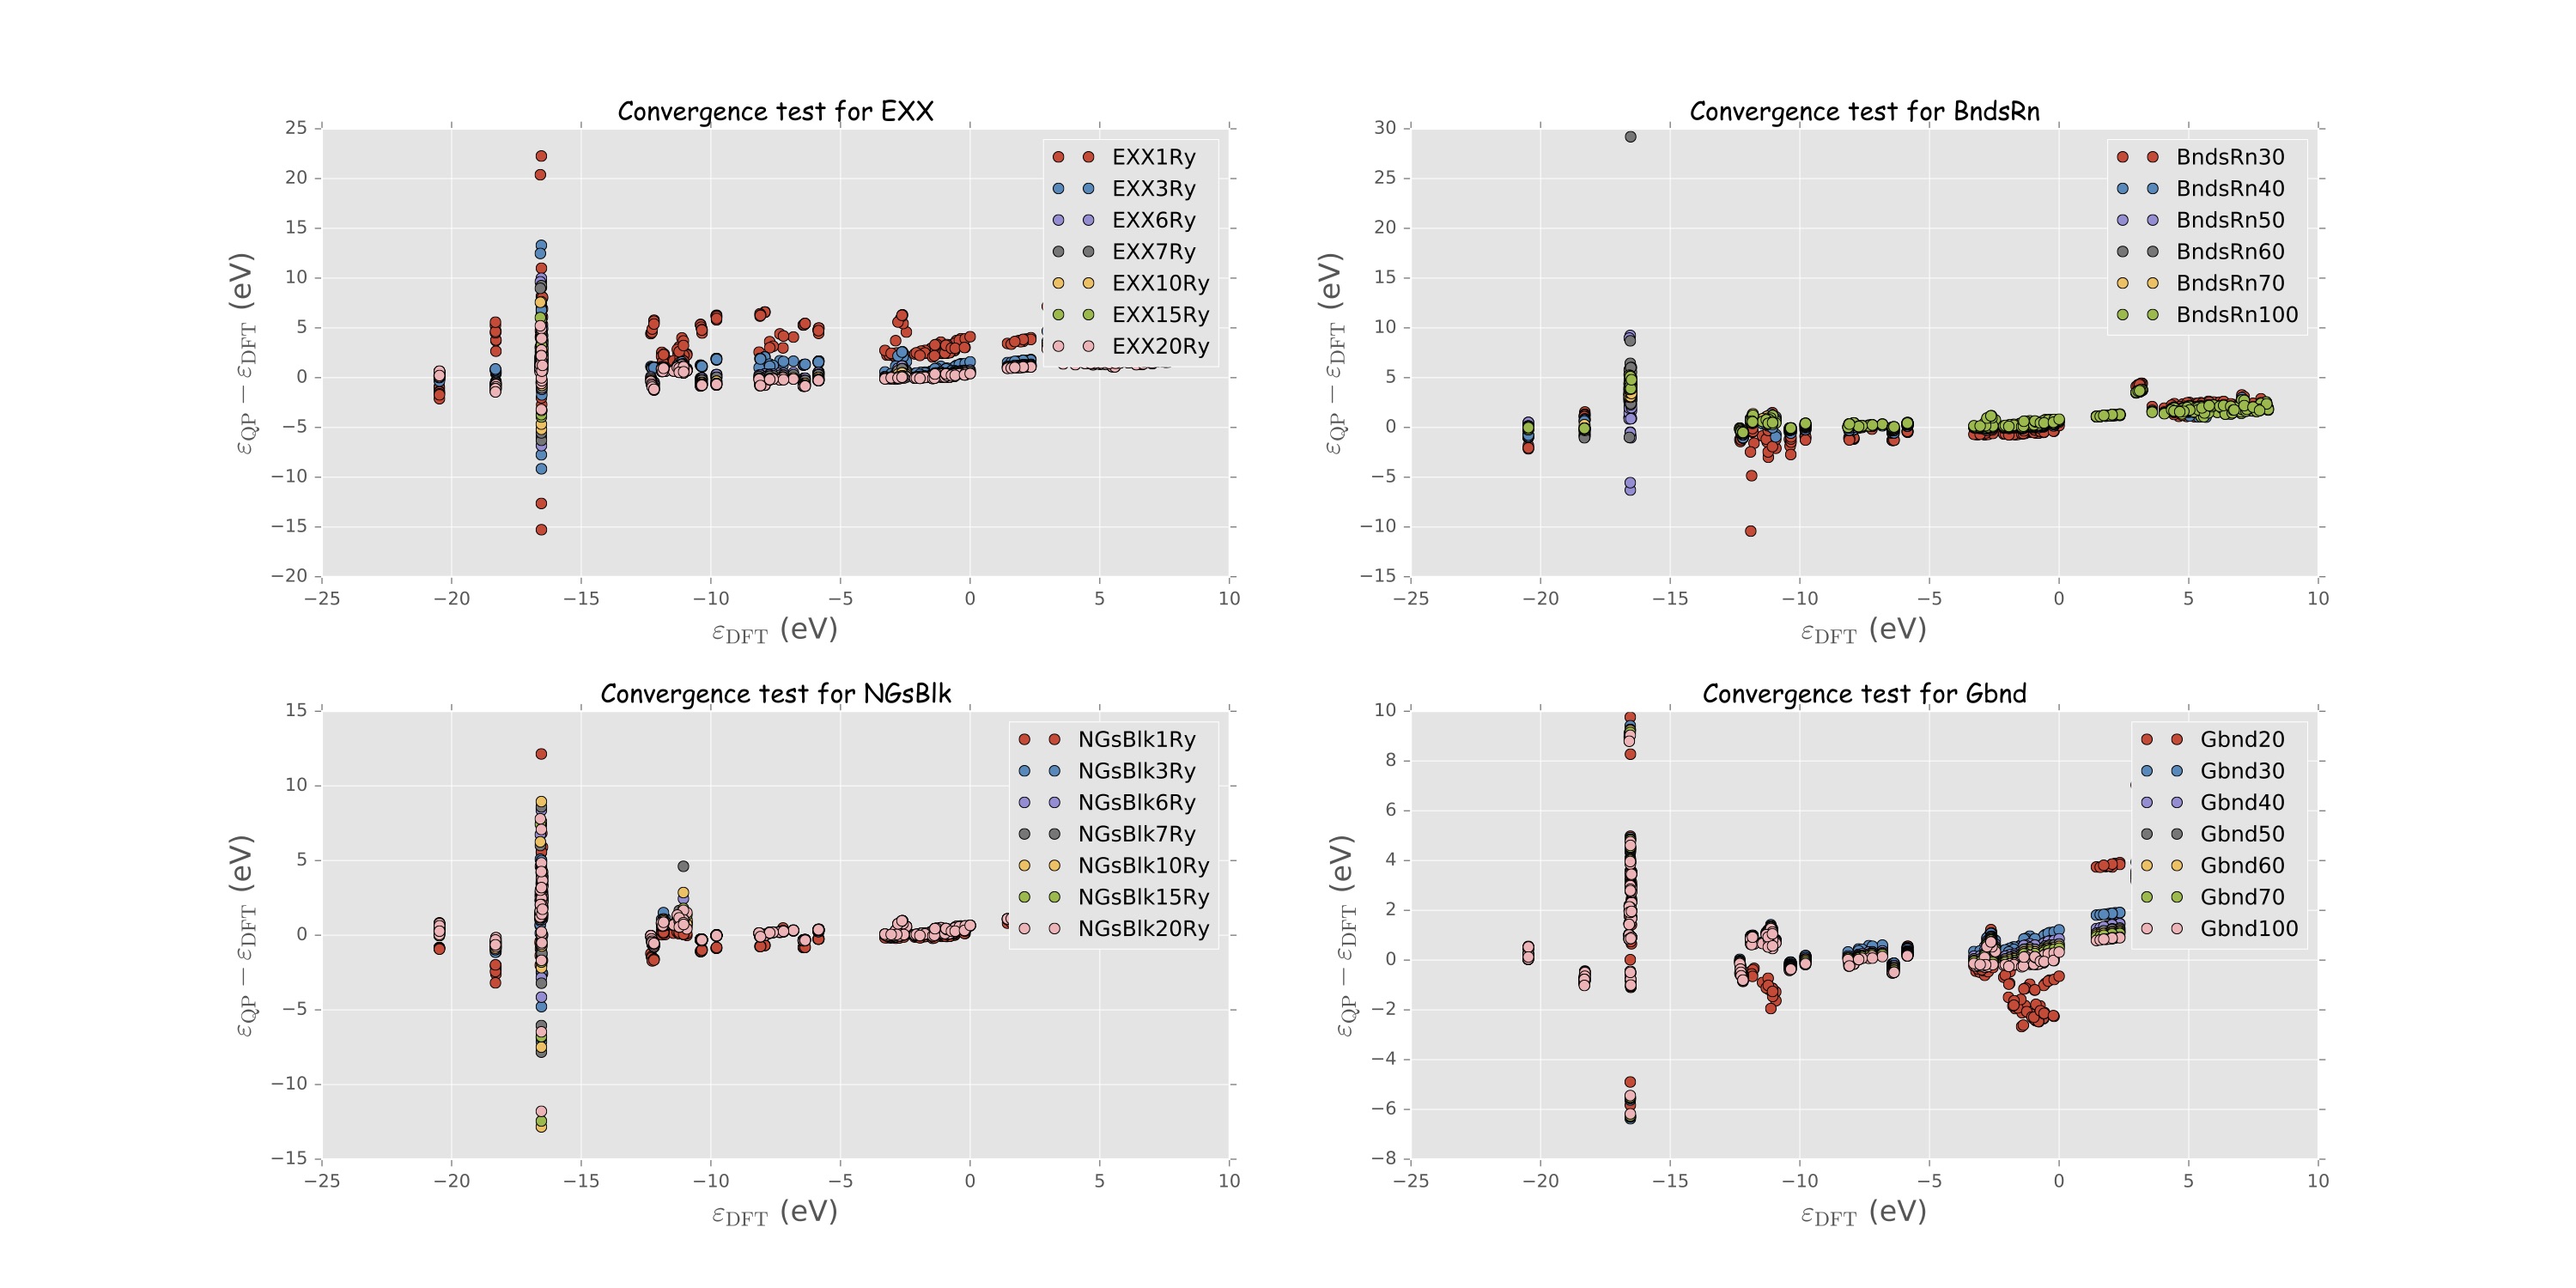 Convergence test for EXX
25
20
15
10
5
0
−5
−10
−15
−20
εQP − εDFT (eV)
−25 −20 −15 −10 −5 0 5 10
εDFT (eV)
EXX1Ry
EXX3Ry
EXX6Ry
EXX7Ry
EXX10Ry
EXX15Ry
EXX20Ry
Convergence test for BndsRn
30
25
20
15
10
5
0
−5
−10
−15
εQP − εDFT (eV)
−25 −20 −15 −10 −5 0 5 10
εDFT (eV)
BndsRn30
BndsRn40
BndsRn50
BndsRn60
BndsRn70
BndsRn100
Convergence test for NGsBlk
15
10
5
0
−5
−10
−15
εQP − εDFT (eV)
−25 −20 −15 −10 −5 0 5 10
εDFT (eV)
NGsBlk1Ry
NGsBlk3Ry
NGsBlk6Ry
NGsBlk7Ry
NGsBlk10Ry
NGsBlk15Ry
NGsBlk20Ry
Convergence test for Gbnd
10
8
6
4
2
0
−2
−4
−6
−8
εQP − εDFT (eV)
−25 −20 −15 −10 −5 0 5 10
εDFT (eV)
Gbnd20
Gbnd30
Gbnd40
Gbnd50
Gbnd60
Gbnd70
Gbnd100